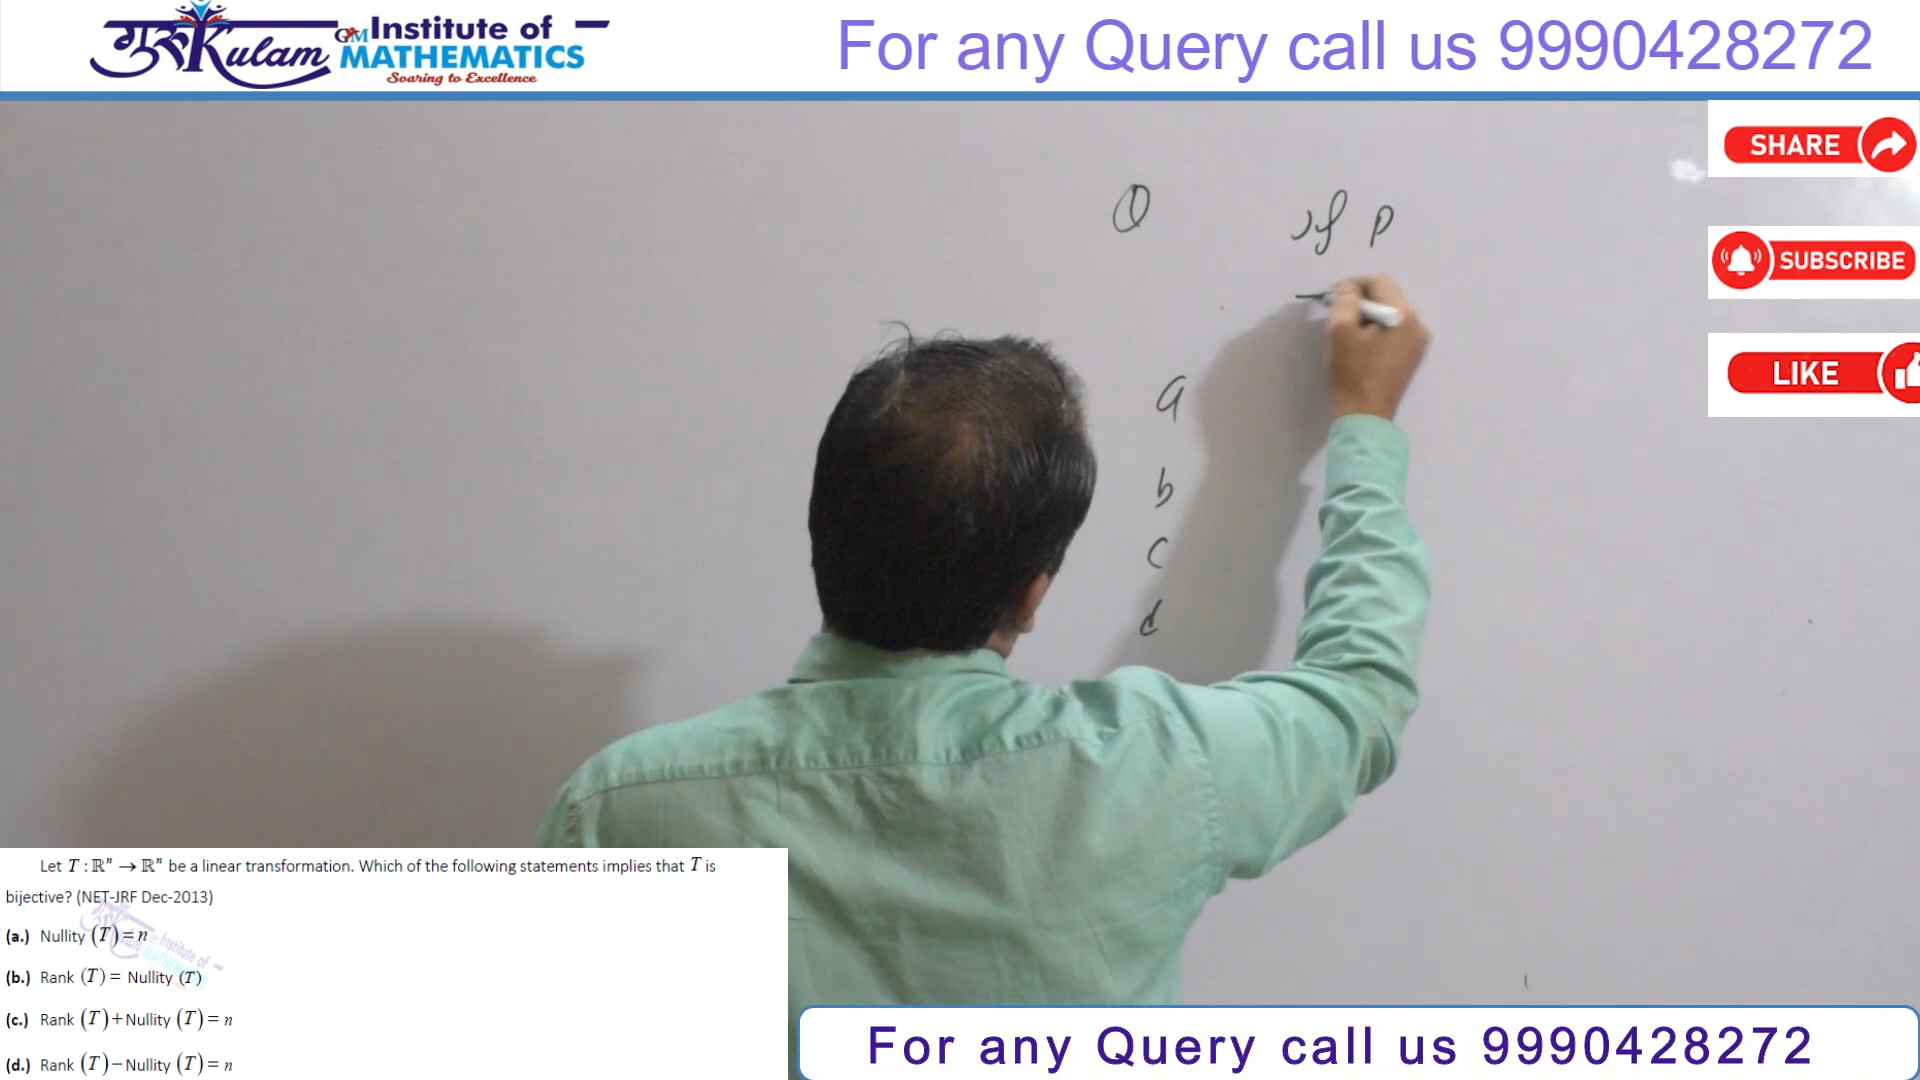 गुरुKulam GIM Institute of
MATHEMATICS
Soaring to Excellence
For any Query call us 9990428272
SHARE
SUBSCRIBE
LIKE
Q If P
a
b
c
d
Let T : ℝⁿ → ℝⁿ be a linear transformation. Which of the following statements implies that T is
bijective? (NET-JRF Dec-2013)
(a.) Nullity (T) = n
(b.) Rank (T) = Nullity (T)
(c.) Rank (T) + Nullity (T) = n
(d.) Rank (T) − Nullity (T) = n
For any Query call us 9990428272